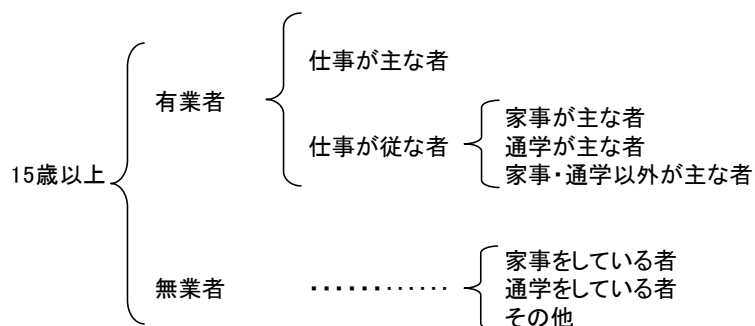 15歳以上
有業者
仕事が主な者
仕事が従な者
家事が主な者
通学が主な者
家事・通学以外が主な者
無業者
・・・・・・・・・・・・
家事をしている者
通学をしている者
その他